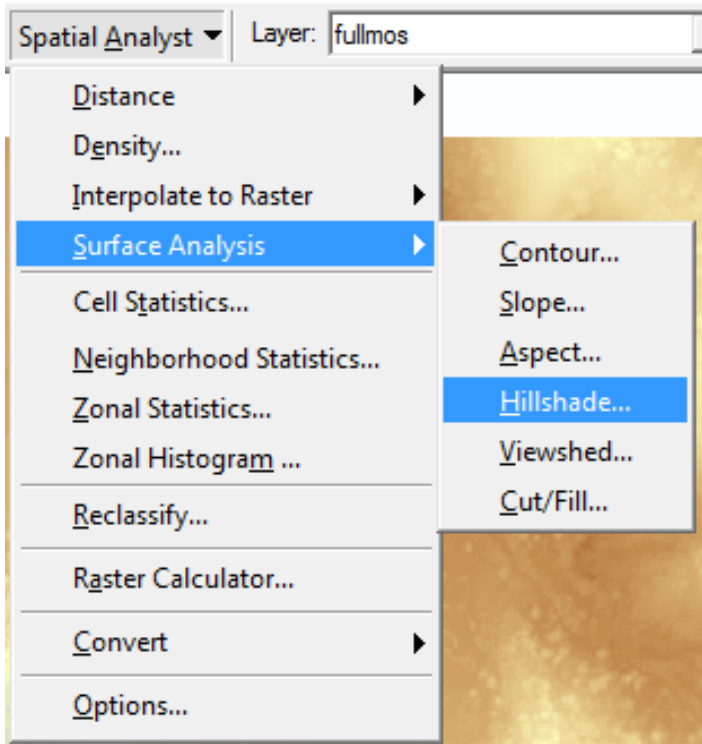 Spatial Analyst Layer: fullmos
Distance
Density...
Interpolate to Raster
Surface Analysis
Cell Statistics...
Neighborhood Statistics...
Zonal Statistics...
Zonal Histogram ...
Reclassify...
Raster Calculator...
Convert
Options...
Contour...
Slope...
Aspect...
Hillshade...
Viewshed...
Cut/Fill...